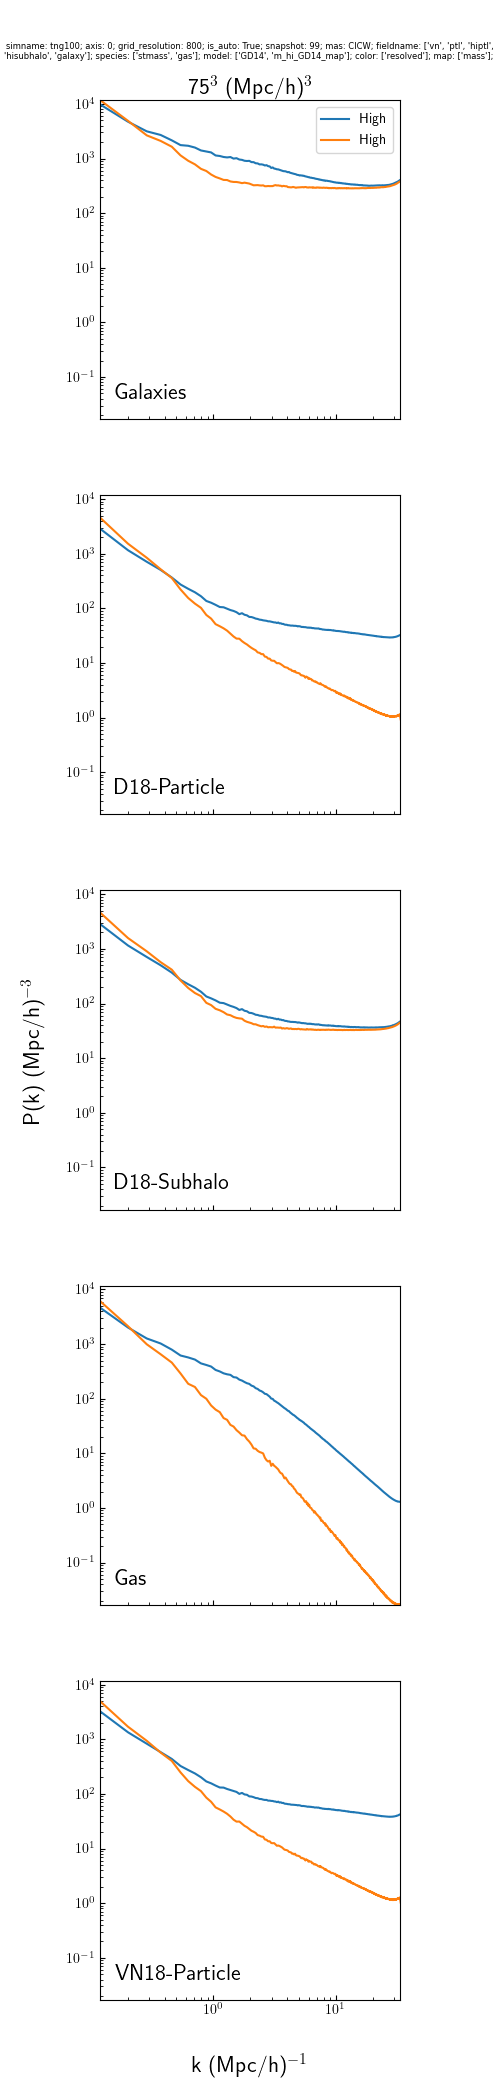 simname: tng100; axis: 0; grid_resolution: 800; is_auto: True; snapshot: 99; mas: CICW; fieldname: ['vn', 'ptl', 'hiptl',
'hisubhalo', 'galaxy']; species: ['stmass', 'gas']; model: ['GD14', 'm_hi_GD14_map']; color: ['resolved']; map: ['mass'];
75³ (Mpc/h)³
High
High
10⁴
10³
10²
10¹
10⁰
10⁻¹
Galaxies
10⁴
10³
10²
10¹
10⁰
10⁻¹
D18-Particle
10⁴
10³
10²
10¹
10⁰
10⁻¹
D18-Subhalo
P(k) (Mpc/h)⁻³
10⁴
10³
10²
10¹
10⁰
10⁻¹
Gas
10⁴
10³
10²
10¹
10⁰
10⁻¹
VN18-Particle
10⁰ 10¹
k (Mpc/h)⁻¹